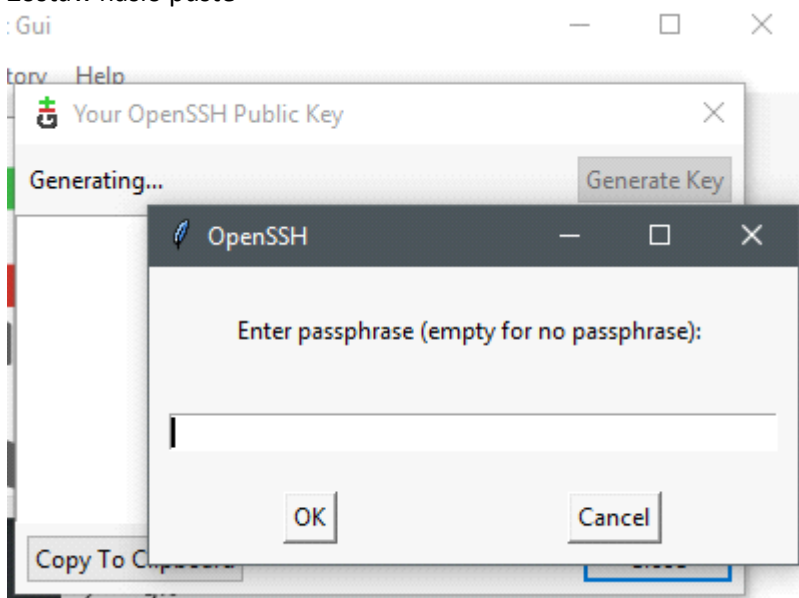 : Gui
tory Help
Your OpenSSH Public Key
Generating...
Generate Key
OpenSSH
Enter passphrase (empty for no passphrase):
OK
Cancel
Copy To